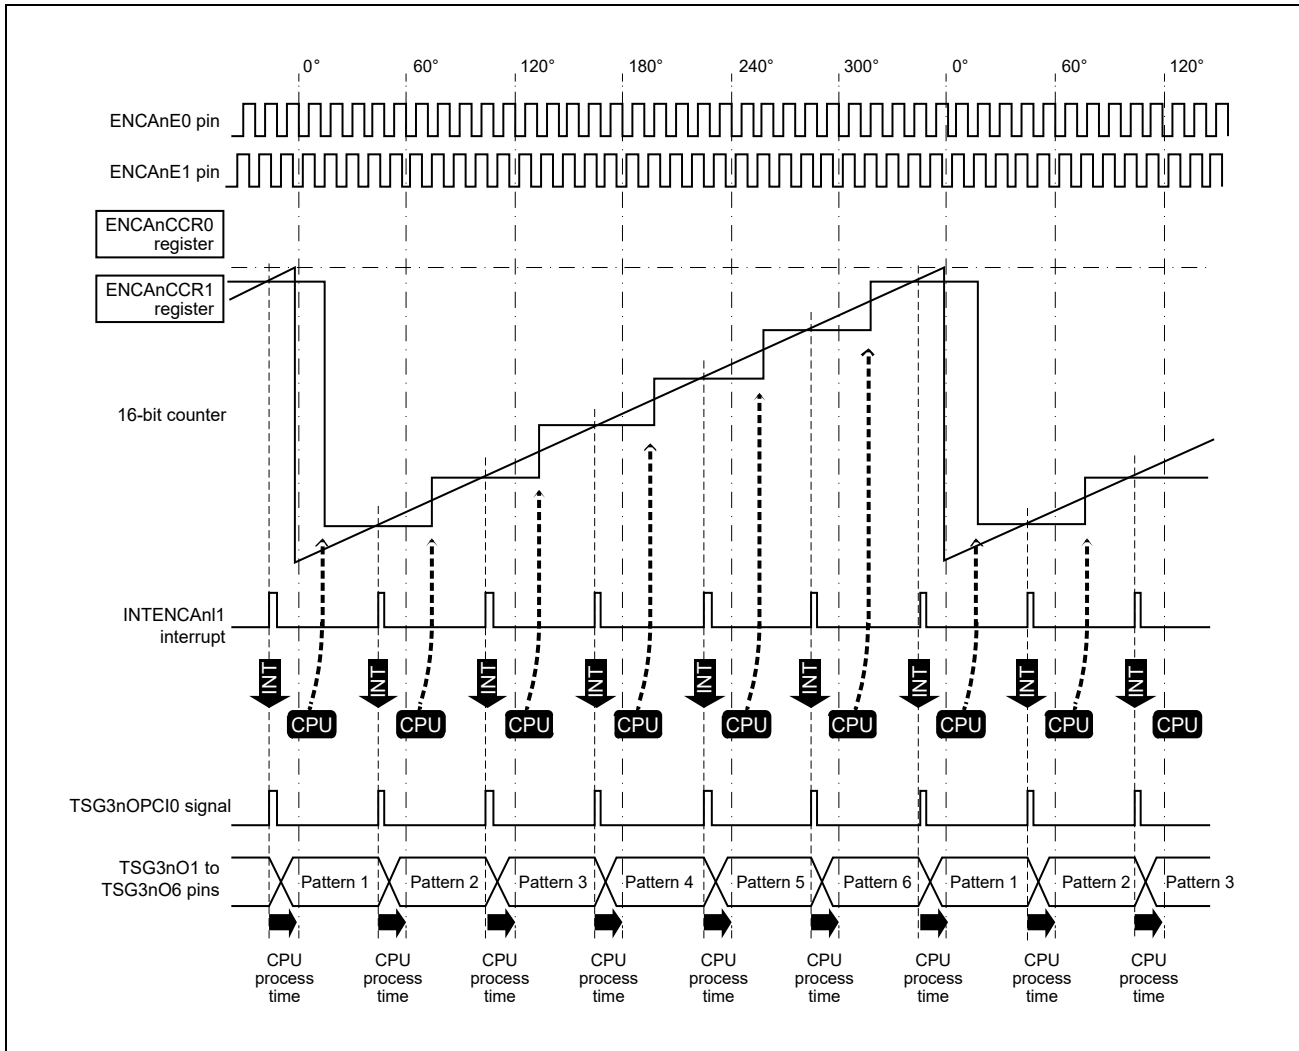 0° 60° 120° 180° 240° 300° 0° 60° 120°
ENCAnE0 pin
ENCAnE1 pin
ENCAnCCR0
register
ENCAnCCR1
register
16-bit counter
INTENCAnI1
interrupt
INT INT INT INT INT INT INT INT INT
CPU CPU CPU CPU CPU CPU CPU CPU CPU
TSG3nOPCI0 signal
TSG3nO1 to
TSG3nO6 pins
Pattern 1 Pattern 2 Pattern 3 Pattern 4 Pattern 5 Pattern 6 Pattern 1 Pattern 2 Pattern 3
CPU CPU CPU CPU CPU CPU CPU CPU CPU
process process process process process process process process process
time time time time time time time time time